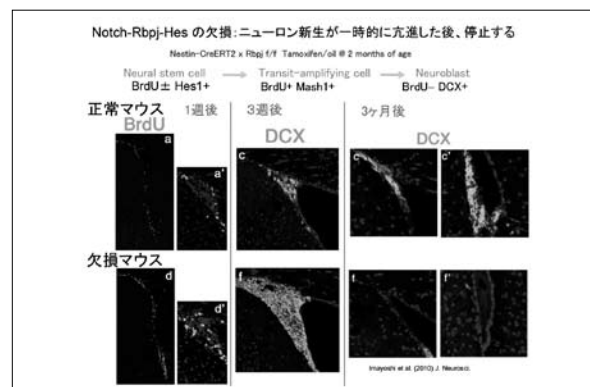 Notch-Rbpj-Hes の欠損：ニューロン新生が一時的に亢進した後、停止する
Nestin-CreERT2 x Rbpj f/f Tamoxifen/oil @ 2 months of age
Neural stem cell Transit-amplifying cell Neuroblast
BrdU± Hes1+ BrdU+ Mash1+ BrdU− DCX+
正常マウス 1週後 3週後 3ヶ月後
BrdU DCX DCX
a a' c c c'
欠損マウス
d d' f f f'
Imayoshi et al. (2010) J. Neurosci.